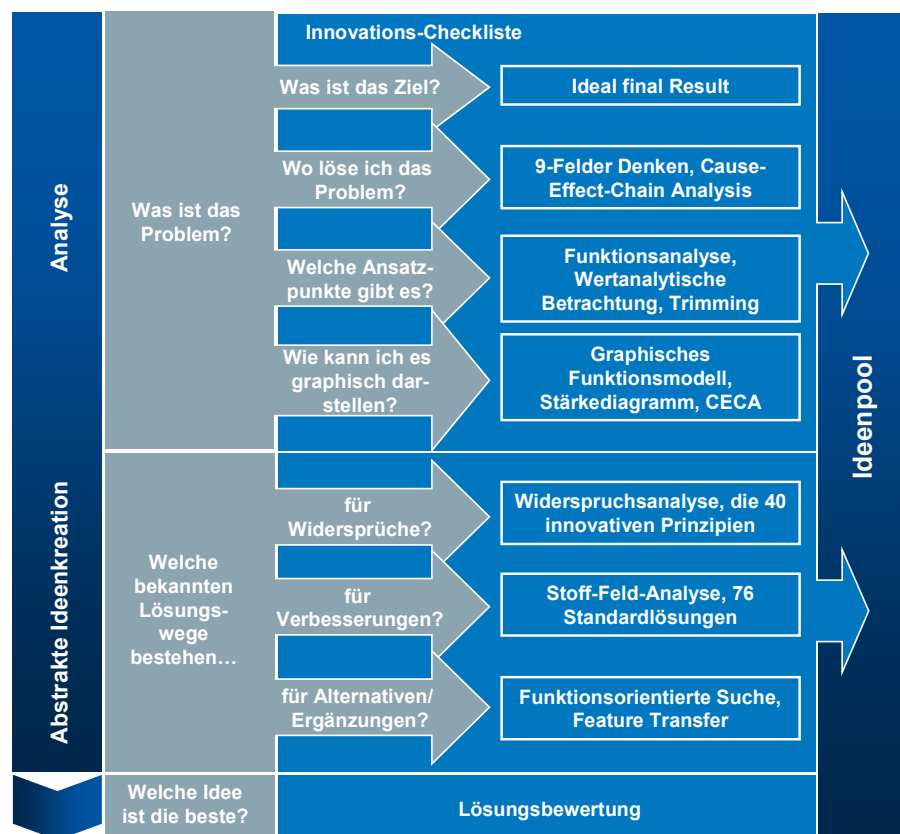 Innovations-Checkliste
Analyse
Was ist das
Problem?
Was ist das Ziel?
Ideal final Result
Wo löse ich das
Problem?
9-Felder Denken, Cause-
Effect-Chain Analysis
Welche Ansatz-
punkte gibt es?
Funktionsanalyse,
Wertanalytische
Betrachtung, Trimming
Wie kann ich es
graphisch dar-
stellen?
Graphisches
Funktionsmodell,
Stärkediagramm, CECA
Abstrakte Ideenkreation
Welche
bekannten
Lösungs-
wege
bestehen…
für
Widersprüche?
Widerspruchsanalyse, die 40
innovativen Prinzipien
für
Verbesserungen?
Stoff-Feld-Analyse, 76
Standardlösungen
für Alternativen/
Ergänzungen?
Funktionsorientierte Suche,
Feature Transfer
Ideenpool
Welche Idee
ist die beste?
Lösungsbewertung